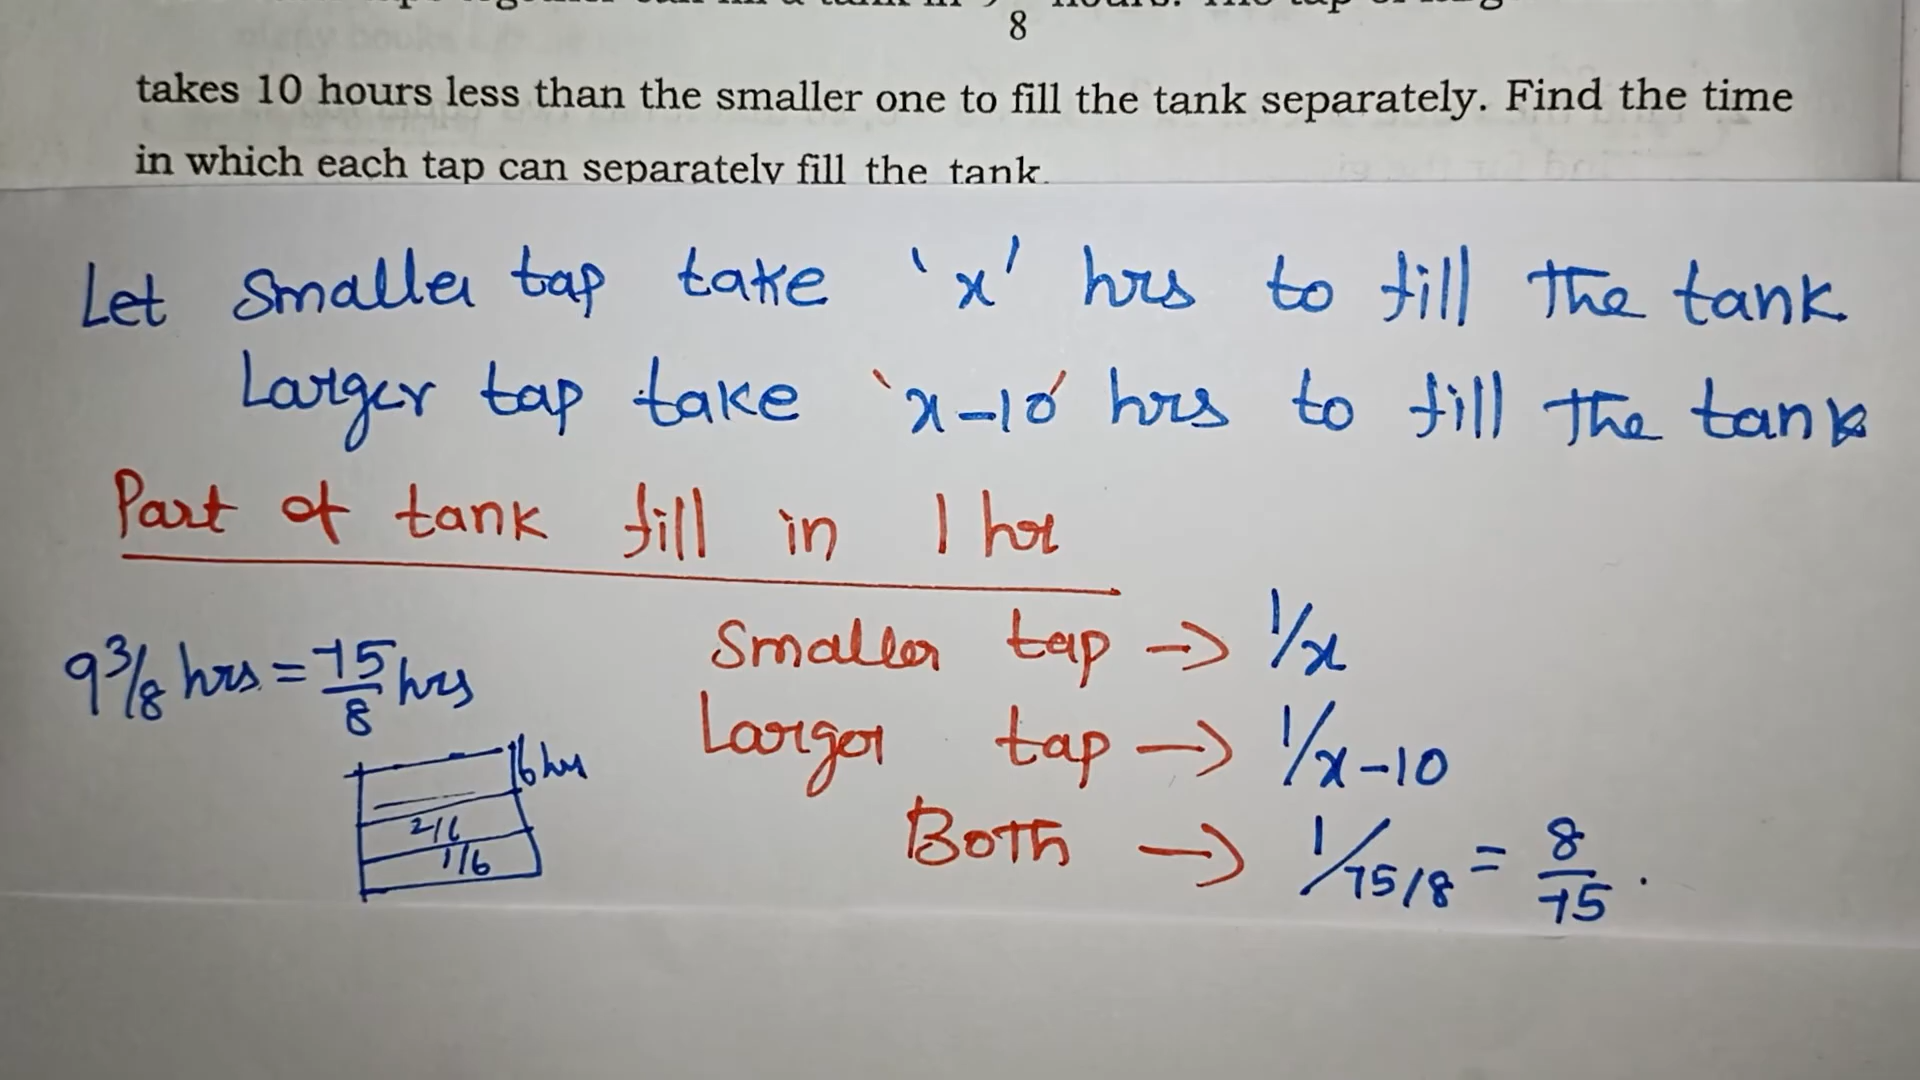 8
takes 10 hours less than the smaller one to fill the tank separately. Find the time
in which each tap can separately fill the tank.
Let smaller tap take 'x' hrs to fill the tank
Larger tap take 'x-10' hrs to fill the tank
Part of tank fill in 1 hr
9 3/8 hrs = 75/8 hrs
Smaller tap → 1/x
Larger tap → 1/x-10
Both → 1/75/8 = 8/75.
16 hrs
2/6
1/6